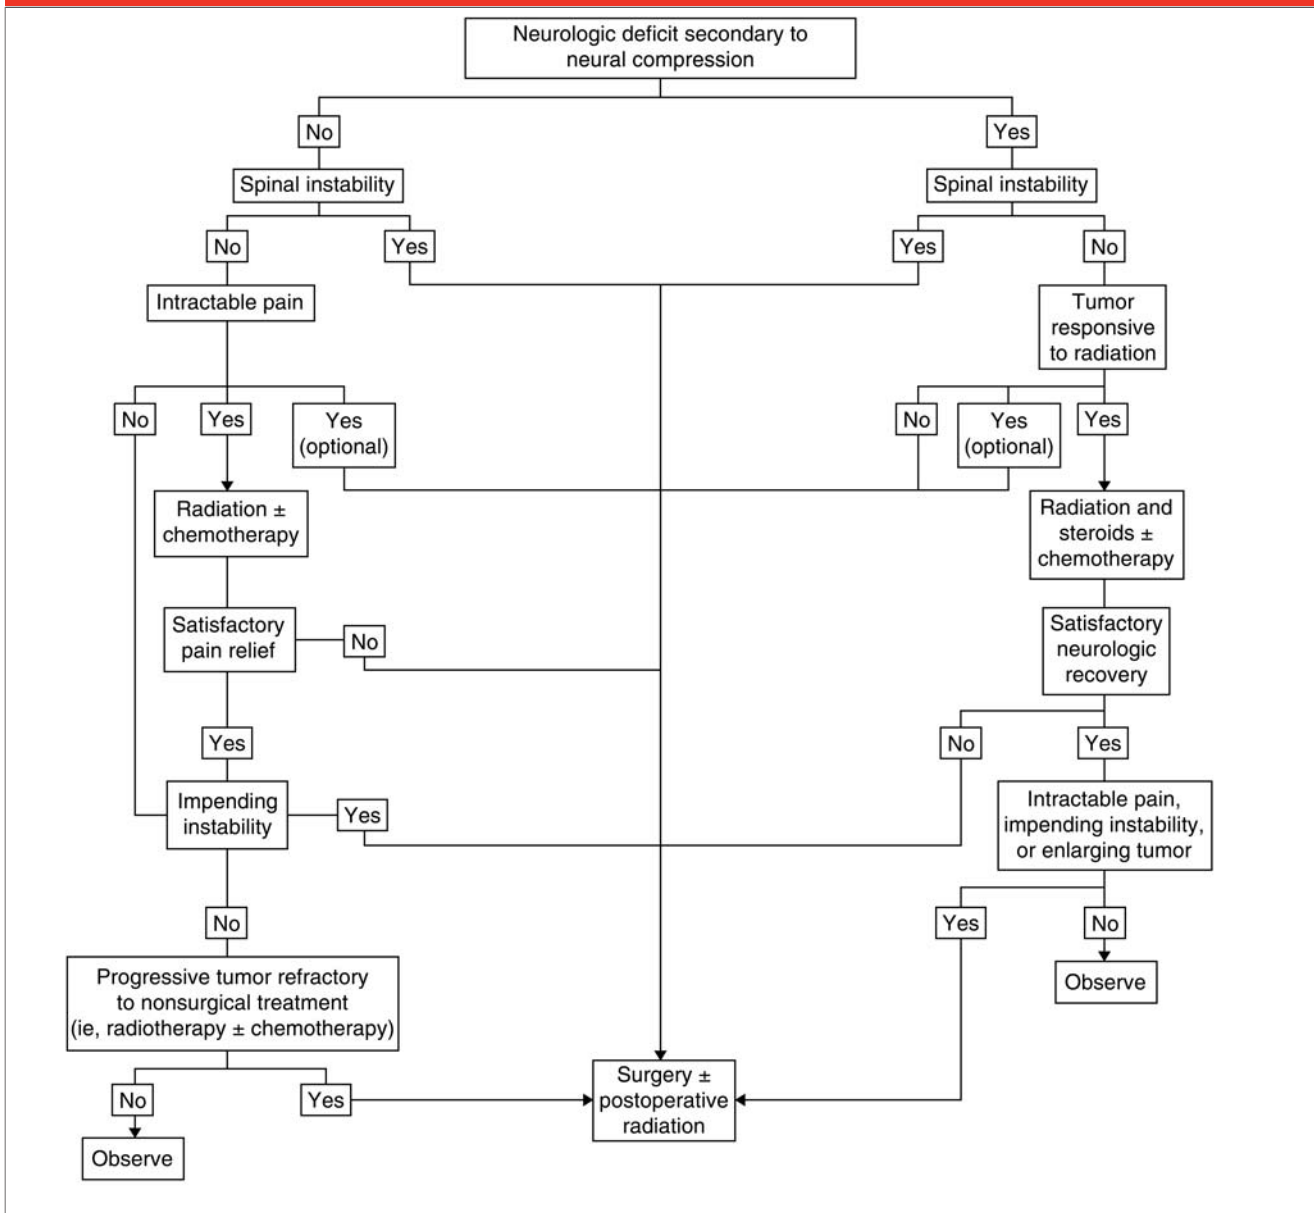 Neurologic deficit secondary to
neural compression
No
Yes
Spinal instability
Spinal instability
No
Yes
Yes
No
Intractable pain
Tumor
responsive
to radiation
No
Yes
Yes
(optional)
No
Yes
(optional)
Yes
Radiation ±
chemotherapy
Radiation and
steroids ±
chemotherapy
Satisfactory
pain relief
No
Satisfactory
neurologic
recovery
Yes
No
Yes
Impending
instability
Yes
Intractable pain,
impending instability,
or enlarging tumor
No
Yes
No
Progressive tumor refractory
to nonsurgical treatment
(ie, radiotherapy ± chemotherapy)
Observe
No
Yes
Surgery ±
postoperative
radiation
Observe